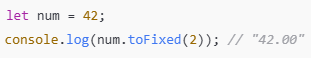 let num = 42;
console.log(num.toFixed(2)); // "42.00"